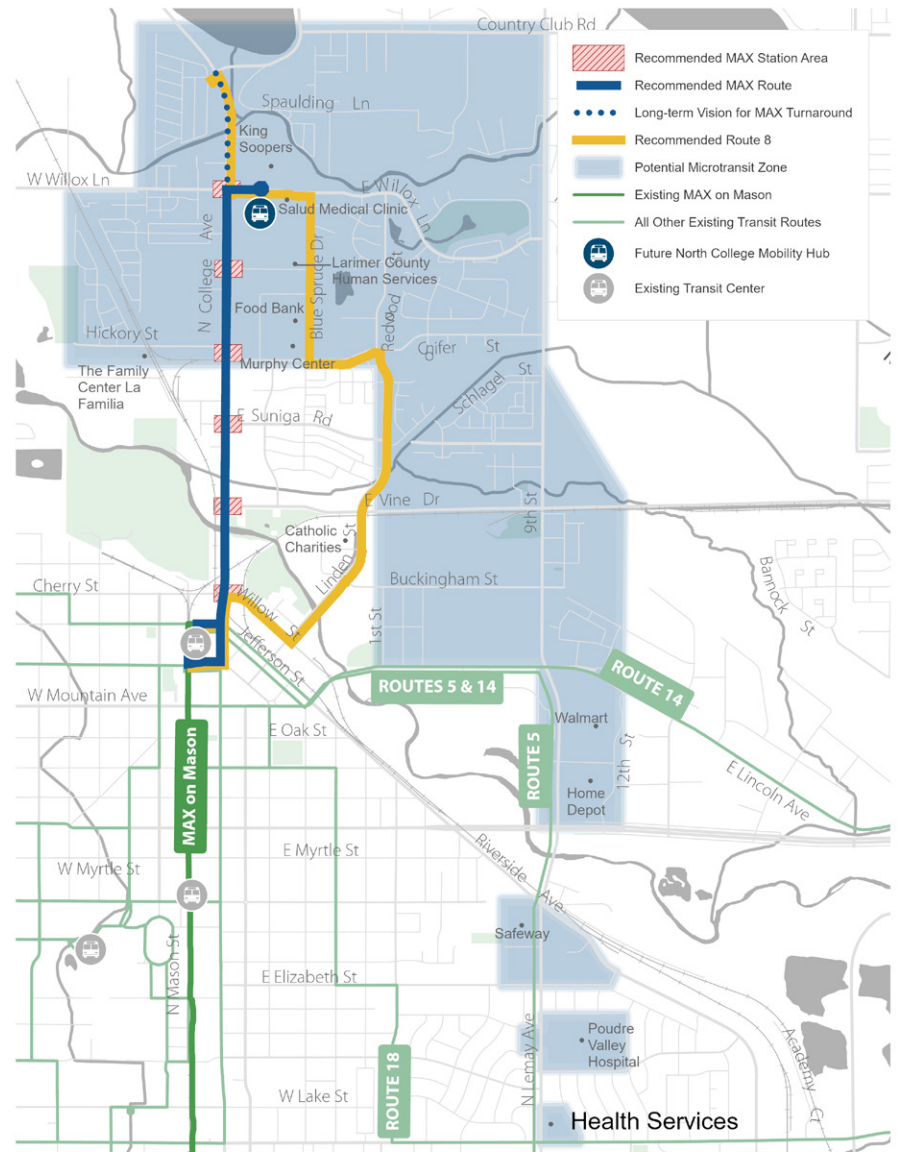 Country Club Rd
Recommended MAX Station Area
Recommended MAX Route
Long-term Vision for MAX Turnaround
Recommended Route 8
Potential Microtransit Zone
Existing MAX on Mason
All Other Existing Transit Routes
Future North College Mobility Hub
Existing Transit Center
Spaulding Ln
King
Soopers
W Willox Ln
E Willox Ln
Salud Medical Clinic
N College Ave
Blue Spruce Dr
Larimer County
Human Services
Redwood St
Food Bank
Hickory St
Conifer St
Murphy Center
The Family
Center La
Familia
Schlagel St
E Suniga Rd
E Vine Dr
9th St
Catholic
Charities
Linden St
Buckingham St
Bannock St
Cherry St
Willow St
1st St
Jefferson St
ROUTES 5 & 14
ROUTE 14
W Mountain Ave
E Oak St
Walmart
12th St
ROUTE 5
MAX on Mason
E Lincoln Ave
Home
Depot
E Myrtle St
W Myrtle St
Riverside Ave
Safeway
N Mason St
E Elizabeth St
N Lemay Ave
Poudre
Valley
Hospital
Academy Ct
ROUTE 18
W Lake St
Health Services